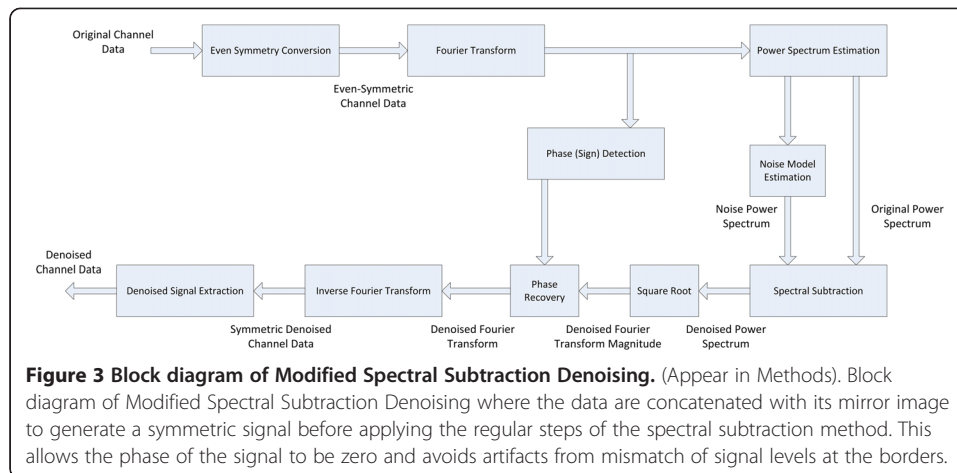 Original Channel
Data
Even Symmetry Conversion
Even-Symmetric
Channel Data
Fourier Transform
Power Spectrum Estimation
Phase (Sign) Detection
Noise Model
Estimation
Noise Power
Spectrum
Original Power
Spectrum
Denoised
Channel Data
Denoised Signal Extraction
Symmetric Denoised
Channel Data
Inverse Fourier Transform
Denoised Fourier
Transform
Phase
Recovery
Denoised Fourier
Transform Magnitude
Square Root
Denoised Power
Spectrum
Spectral Subtraction
Figure 3 Block diagram of Modified Spectral Subtraction Denoising. (Appear in Methods). Block
diagram of Modified Spectral Subtraction Denoising where the data are concatenated with its mirror image
to generate a symmetric signal before applying the regular steps of the spectral subtraction method. This
allows the phase of the signal to be zero and avoids artifacts from mismatch of signal levels at the borders.